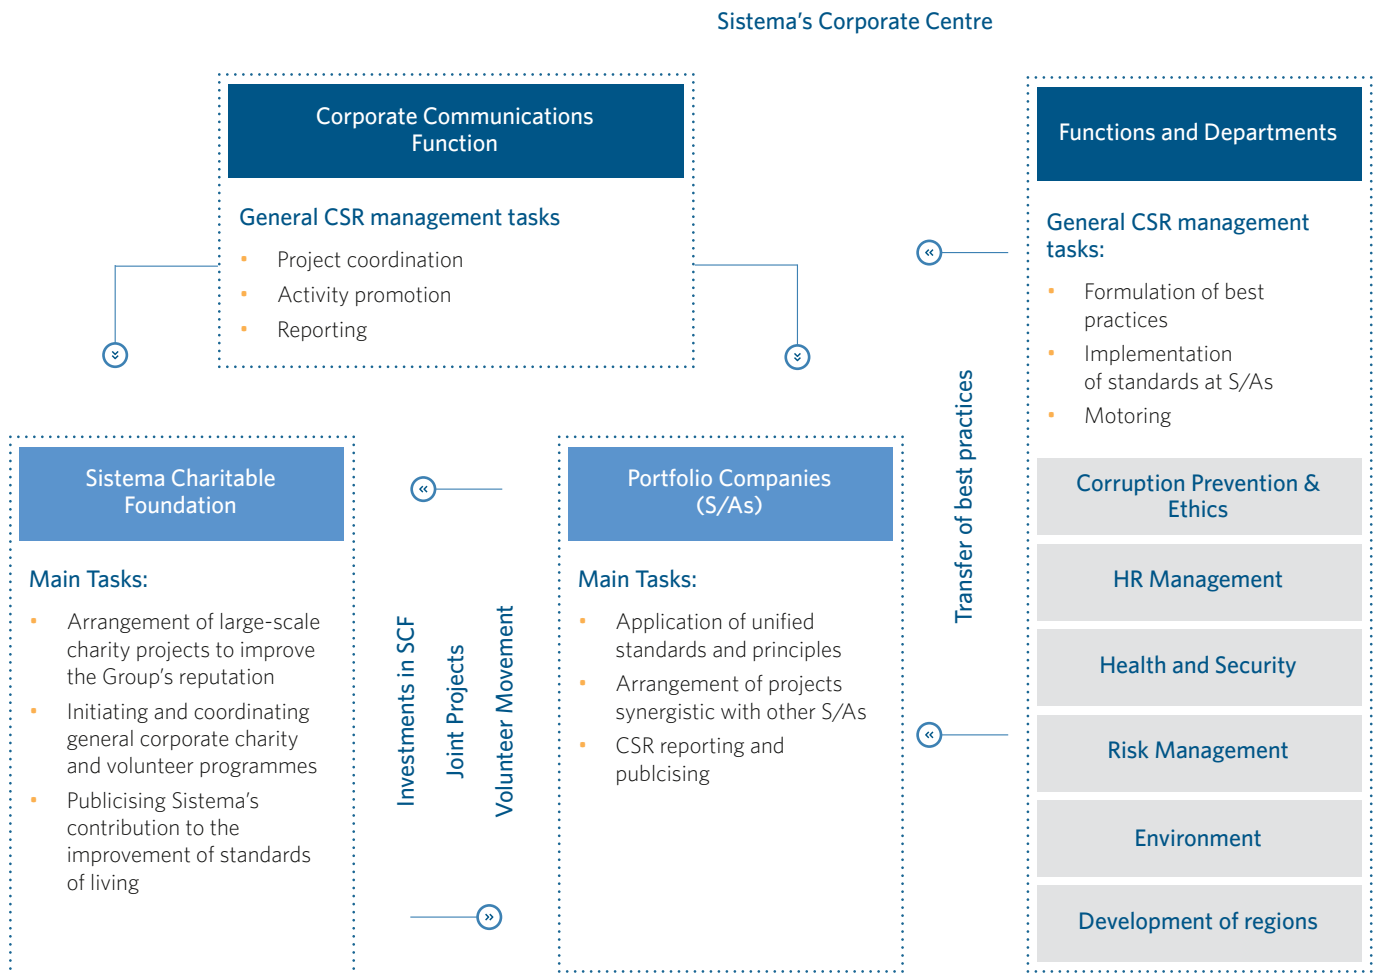 Sistema's Corporate Centre
Corporate Communications
Function
General CSR management tasks
• Project coordination
• Activity promotion
• Reporting
Functions and Departments
General CSR management
tasks:
• Formulation of best
practices
• Implementation
of standards at S/As
• Motoring
Corruption Prevention &
Ethics
HR Management
Health and Security
Risk Management
Environment
Development of regions
Transfer of best practices
Sistema Charitable
Foundation
Main Tasks:
• Arrangement of large-scale
charity projects to improve
the Group's reputation
• Initiating and coordinating
general corporate charity
and volunteer programmes
• Publicising Sistema's
contribution to the
improvement of standards
of living
Investments in SCF
Joint Projects
Volunteer Movement
Portfolio Companies
(S/As)
Main Tasks:
• Application of unified
standards and principles
• Arrangement of projects
synergistic with other S/As
• CSR reporting and
publcising